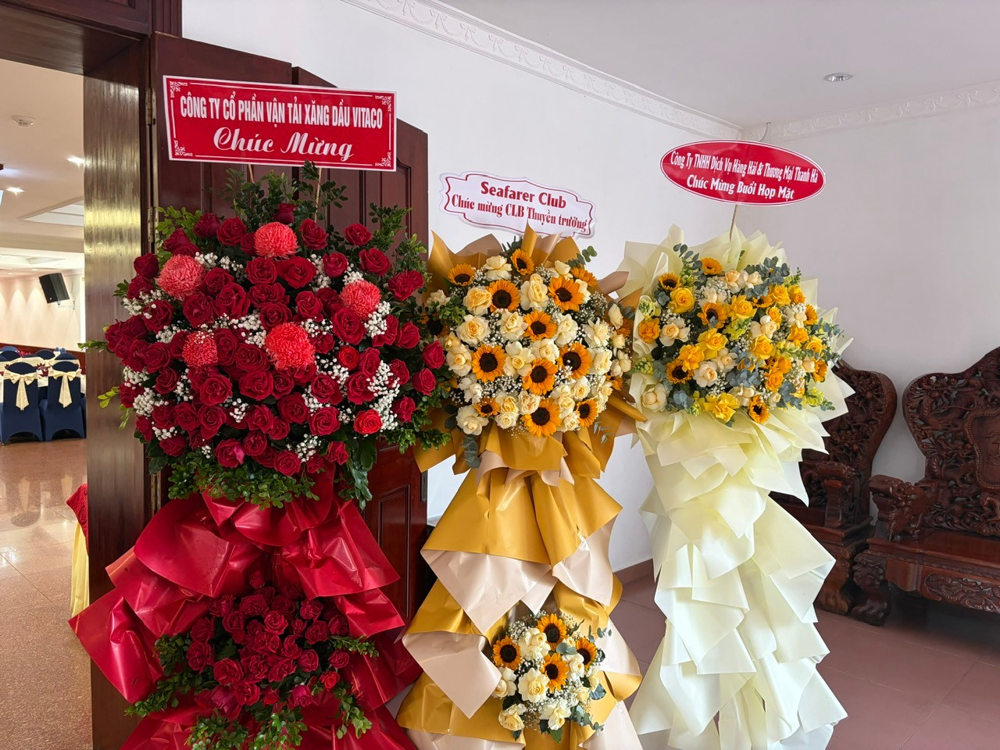 CÔNG TY CỔ PHẦN VẬN TẢI XĂNG DẦU VITACO
Chúc Mừng
Seafarer Club
Chúc mừng CLB Thuyền trưởng
Công Ty TNHH Dịch Vụ Hàng Hải & Thương Mại Thanh Hà
Chúc Mừng Buổi Họp Mặt